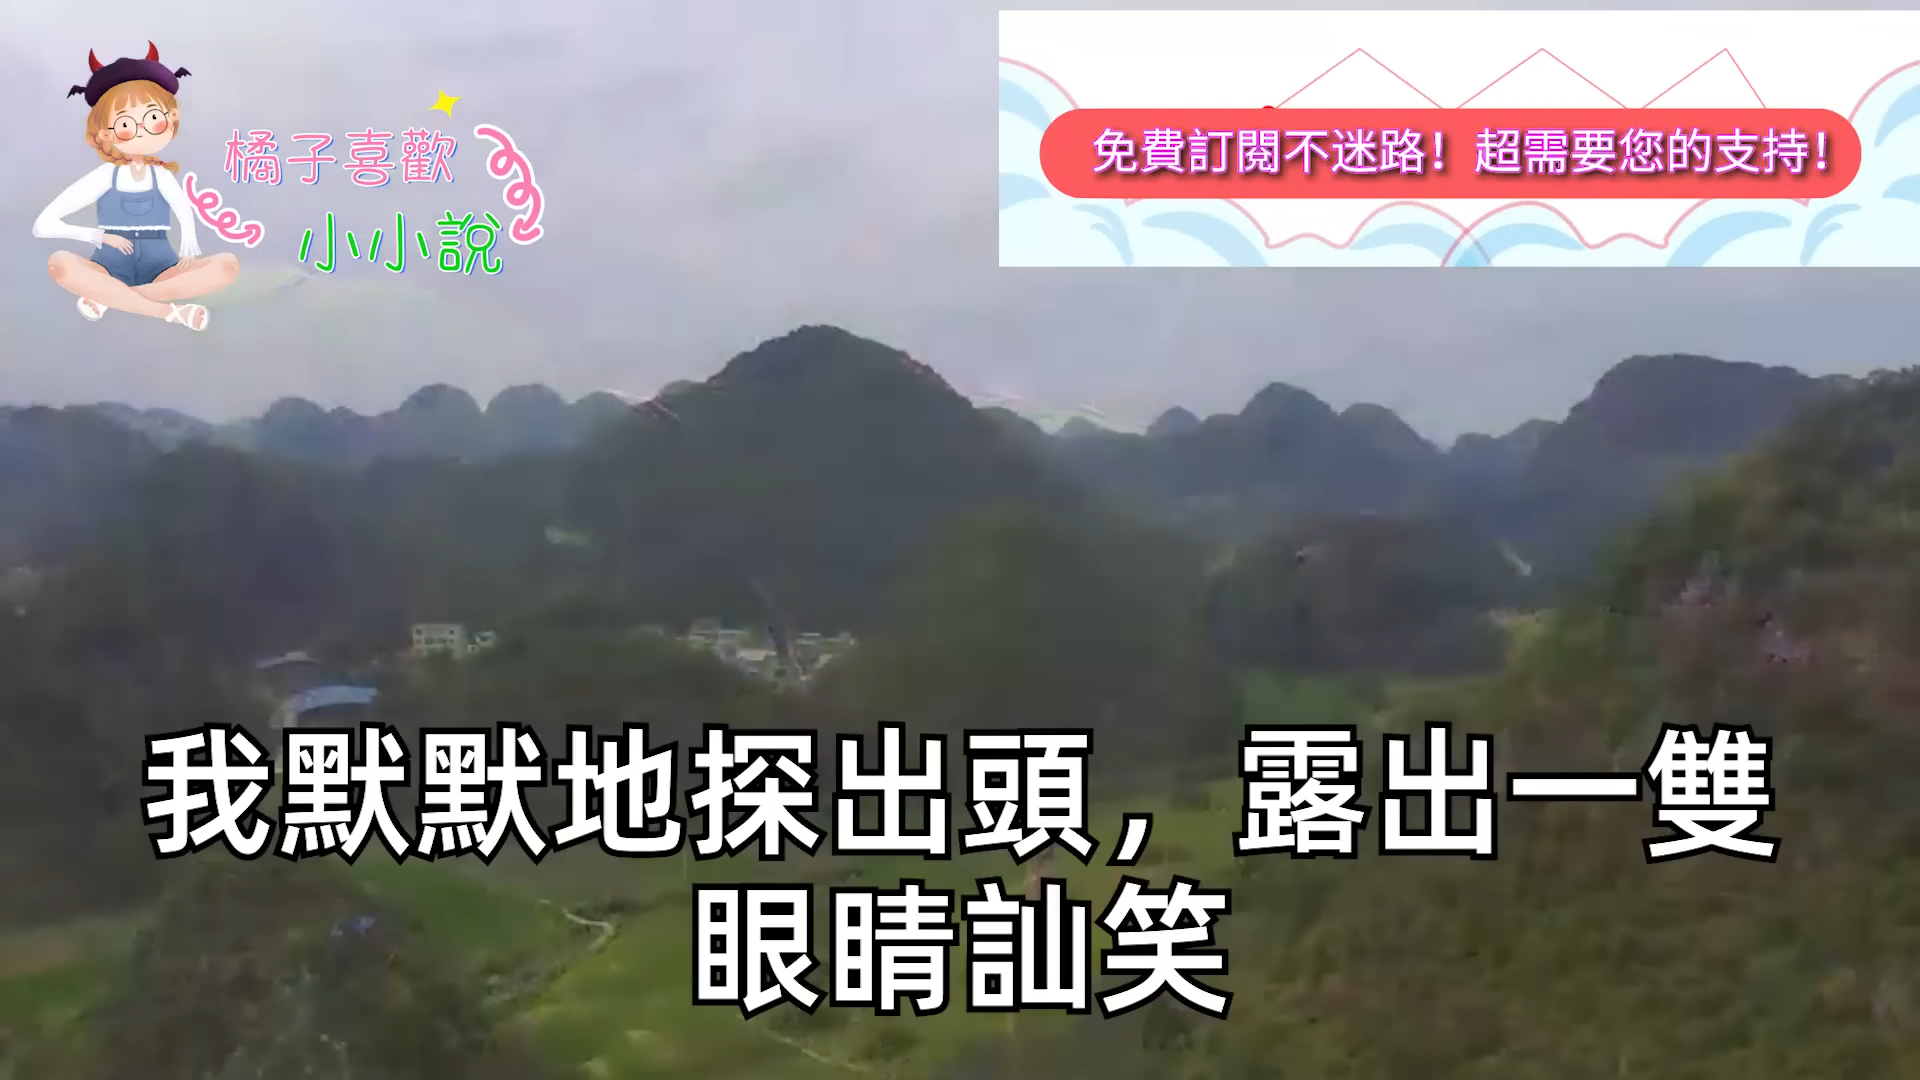 橘子喜歡
小小說
免費訂閱不迷路！超需要您的支持！
我默默地探出頭，露出一雙
眼睛訕笑